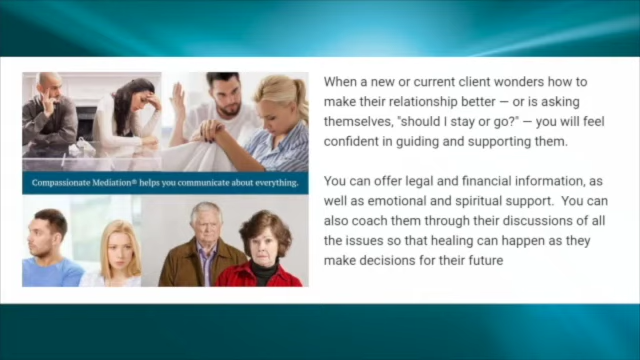 Compassionate Mediation® helps you communicate about everything.
When a new or current client wonders how to
make their relationship better — or is asking
themselves, "should I stay or go?" — you will feel
confident in guiding and supporting them.
You can offer legal and financial information, as
well as emotional and spiritual support.  You can
also coach them through their discussions of all
the issues so that healing can happen as they
make decisions for their future